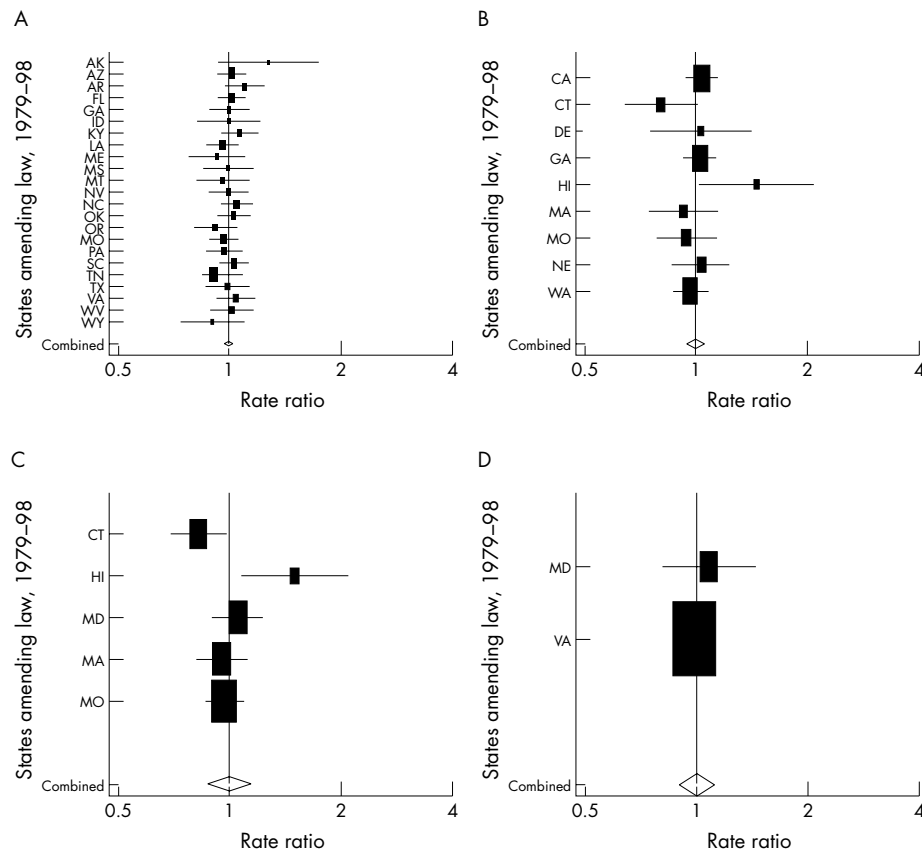 A
States amending law, 1979–98
AK
AZ
AR
FL
GA
ID
KY
LA
ME
MS
MT
NV
NC
OK
OR
MO
PA
SC
TN
TX
VA
WV
WY
Combined
0.5 1 2 4
Rate ratio
B
States amending law, 1979–98
CA
CT
DE
GA
HI
MA
MO
NE
WA
Combined
0.5 1 2 4
Rate ratio
C
States amending law, 1979–98
CT
HI
MD
MA
MO
Combined
0.5 1 2 4
Rate ratio
D
States amending law, 1979–98
MD
VA
Combined
0.5 1 2 4
Rate ratio